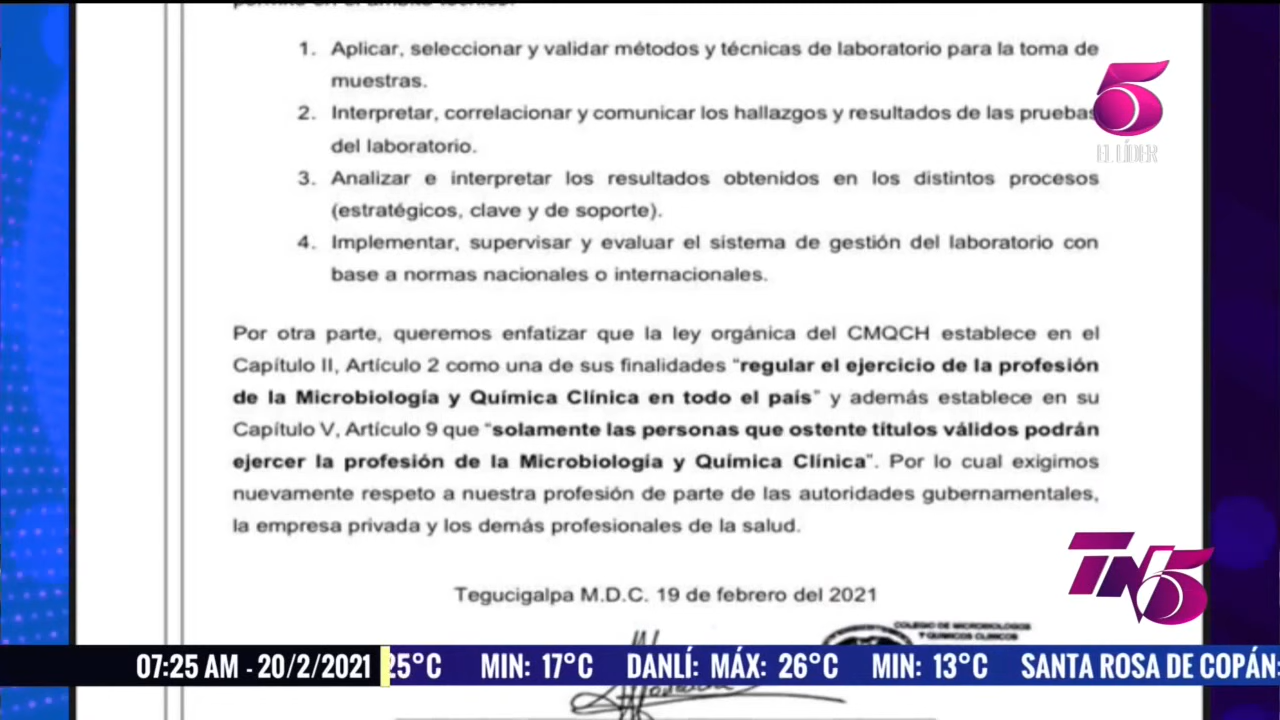 1. Aplicar, seleccionar y validar métodos y técnicas de laboratorio para la toma de
muestras.
2. Interpretar, correlacionar y comunicar los hallazgos y resultados de las pruebas
del laboratorio.
3. Analizar e interpretar los resultados obtenidos en los distintos procesos
(estratégicos, clave y de soporte).
4. Implementar, supervisar y evaluar el sistema de gestión del laboratorio con
base a normas nacionales o internacionales.
5
EL LÍDER
Por otra parte, queremos enfatizar que la ley orgánica del CMQCH establece en el
Capítulo II, Artículo 2 como una de sus finalidades “regular el ejercicio de la profesión
de la Microbiología y Química Clínica en todo el país” y además establece en su
Capítulo V, Artículo 9 que “solamente las personas que ostente títulos válidos podrán
ejercer la profesión de la Microbiología y Química Clínica”. Por lo cual exigimos
nuevamente respeto a nuestra profesión de parte de las autoridades gubernamentales,
la empresa privada y los demás profesionales de la salud.
TN5
Tegucigalpa M.D.C. 19 de febrero del 2021
COLEGIO DE MICROBIOLOGOS
Y QUIMICOS CLINICOS
07:25 AM - 20/2/2021 25°C MIN: 17°C DANLÍ: MÁX: 26°C MIN: 13°C SANTA ROSA DE COPÁN: